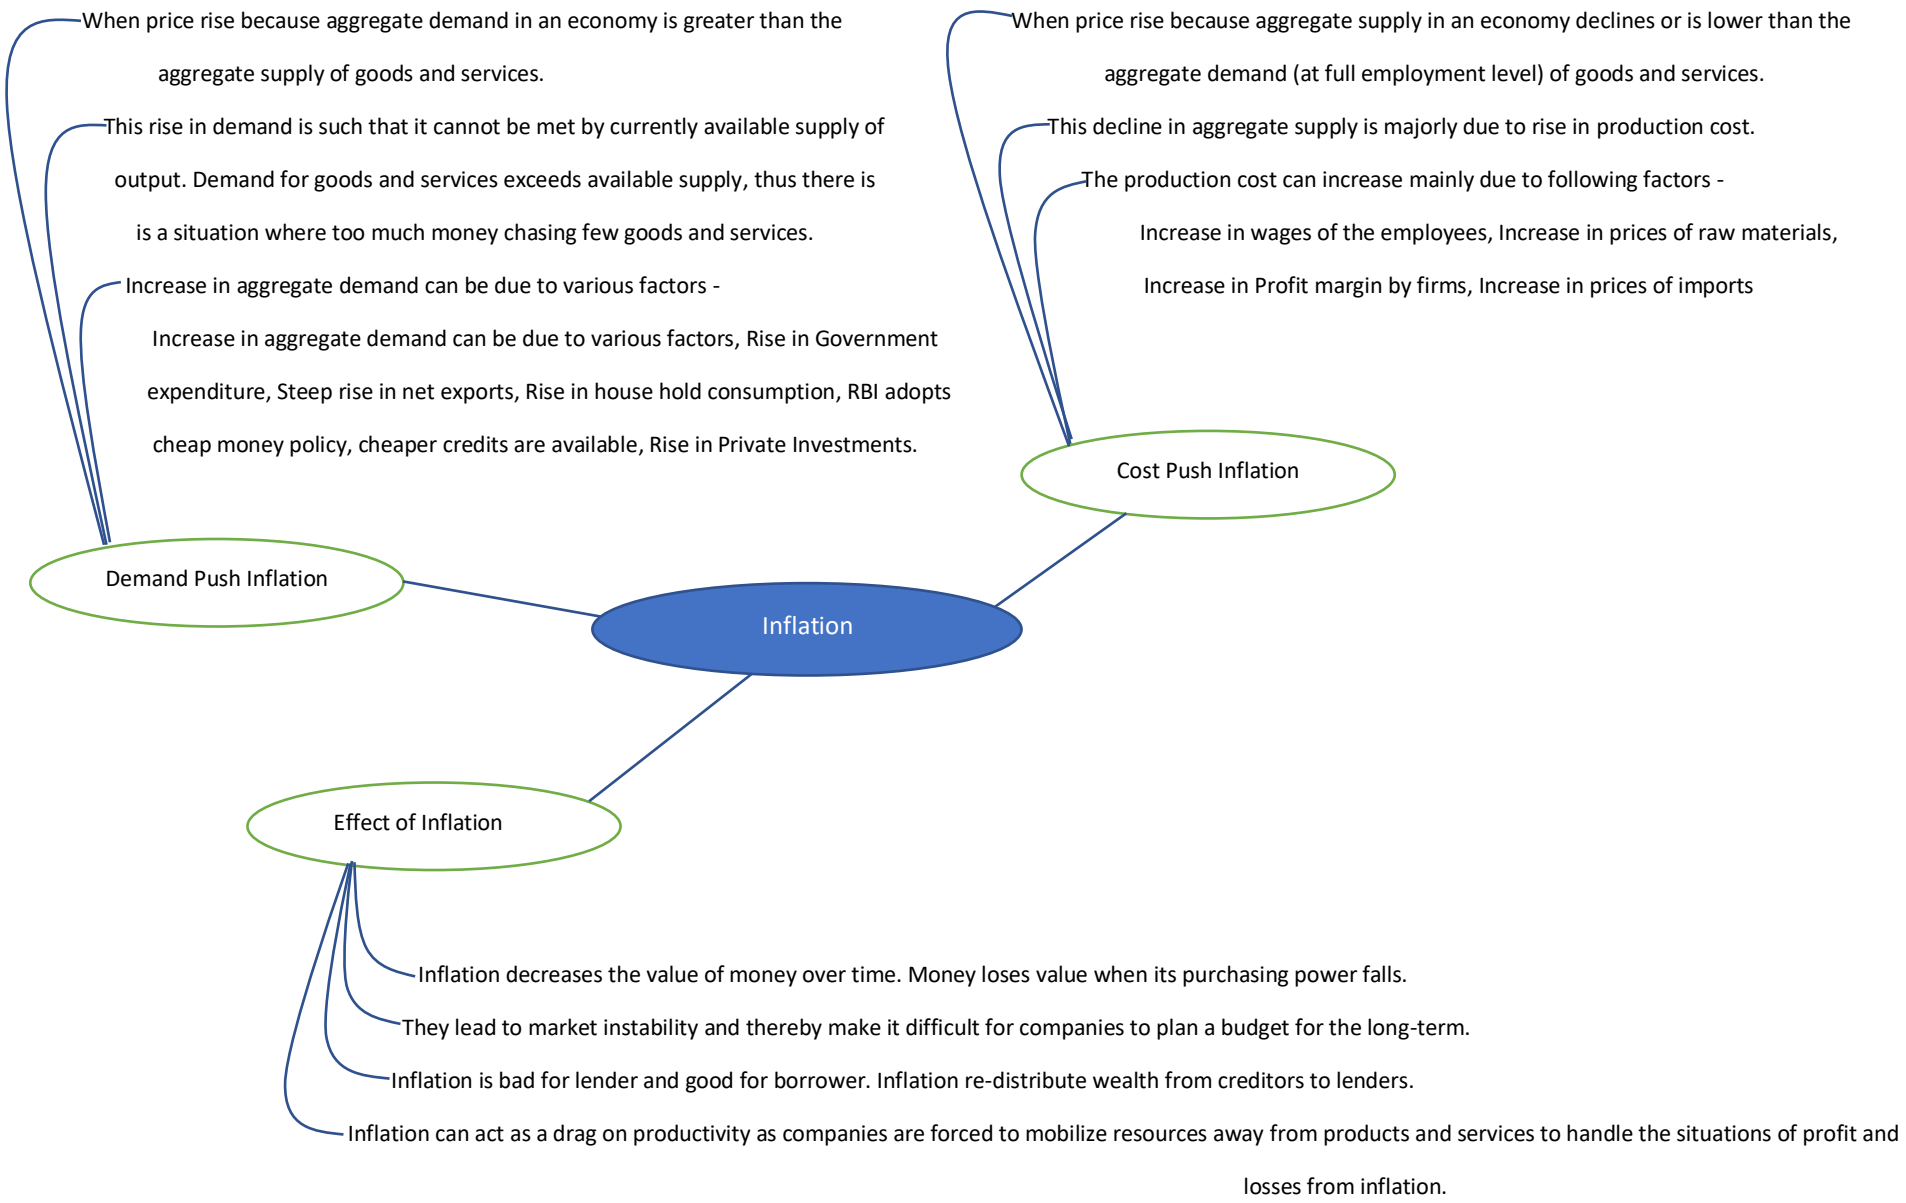 When price rise because aggregate demand in an economy is greater than the
aggregate supply of goods and services.
This rise in demand is such that it cannot be met by currently available supply of
output. Demand for goods and services exceeds available supply, thus there is
is a situation where too much money chasing few goods and services.
Increase in aggregate demand can be due to various factors -
Increase in aggregate demand can be due to various factors, Rise in Government
expenditure, Steep rise in net exports, Rise in house hold consumption, RBI adopts
cheap money policy, cheaper credits are available, Rise in Private Investments.
Demand Push Inflation
When price rise because aggregate supply in an economy declines or is lower than the
aggregate demand (at full employment level) of goods and services.
This decline in aggregate supply is majorly due to rise in production cost.
The production cost can increase mainly due to following factors -
Increase in wages of the employees, Increase in prices of raw materials,
Increase in Profit margin by firms, Increase in prices of imports
Cost Push Inflation
Inflation
Effect of Inflation
Inflation decreases the value of money over time. Money loses value when its purchasing power falls.
They lead to market instability and thereby make it difficult for companies to plan a budget for the long-term.
Inflation is bad for lender and good for borrower. Inflation re-distribute wealth from creditors to lenders.
Inflation can act as a drag on productivity as companies are forced to mobilize resources away from products and services to handle the situations of profit and
losses from inflation.